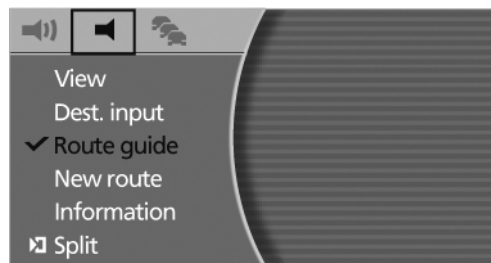 View
Dest. input
Route guide
New route
Information
Split